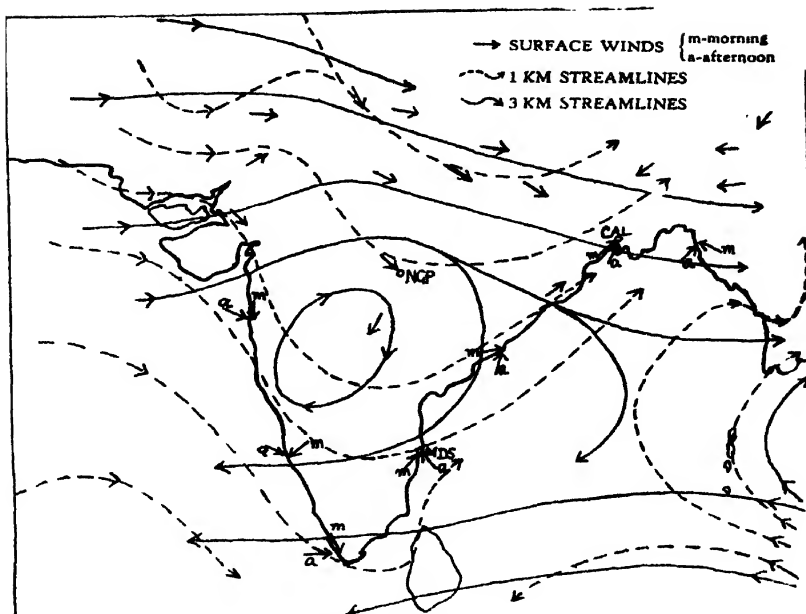 SURFACE WINDS { m-morning
a-afternoon
1 KM STREAMLINES
3 KM STREAMLINES
CAL
m
a
m
a
NGP
m
a
m
a
a
m
MDS
m
a
m
a